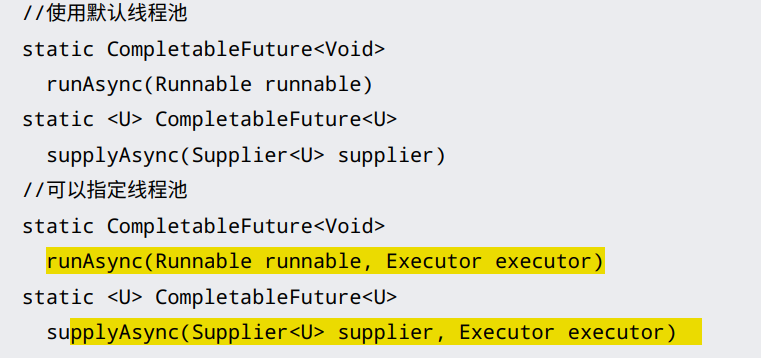 //使用默认线程池
static CompletableFuture<Void>
runAsync(Runnable runnable)
static <U> CompletableFuture<U>
supplyAsync(Supplier<U> supplier)
//可以指定线程池
static CompletableFuture<Void>
runAsync(Runnable runnable, Executor executor)
static <U> CompletableFuture<U>
supplyAsync(Supplier<U> supplier, Executor executor)